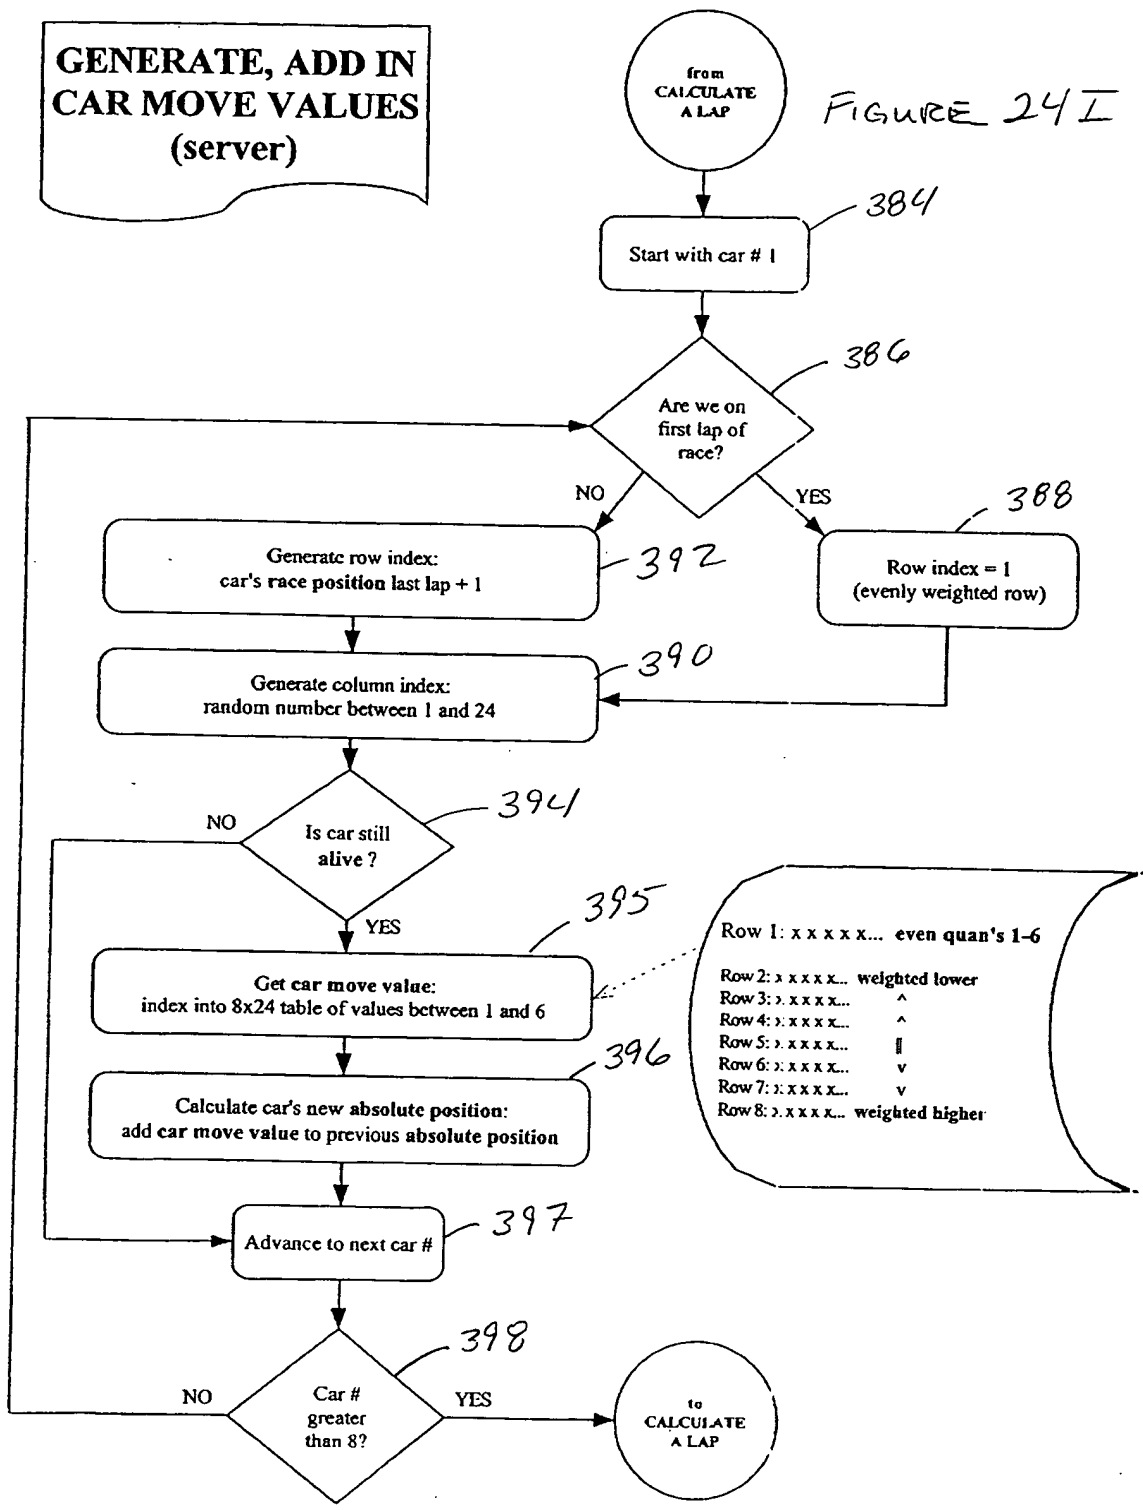 GENERATE, ADD IN
CAR MOVE VALUES
(server)
from
CALCULATE
A LAP
FIGURE 24I
384
Start with car # 1
386
Are we on
first lap of
race?
NO
YES
388
392
Generate row index:
car's race position last lap + 1
Row index = 1
(evenly weighted row)
390
Generate column index:
random number between 1 and 24
394
NO
Is car still
alive ?
YES
395
Get car move value:
index into 8x24 table of values between 1 and 6
Row 1: x x x x x... even quan's 1-6
Row 2: x x x x x... weighted lower
Row 3: x x x x x... ^
Row 4: x x x x x... ^
Row 5: x x x x x... ||
Row 6: x x x x x... v
Row 7: x x x x x... v
Row 8: x x x x x... weighted higher
396
Calculate car's new absolute position:
add car move value to previous absolute position
397
Advance to next car #
398
NO
Car #
greater
than 8?
YES
to
CALCULATE
A LAP